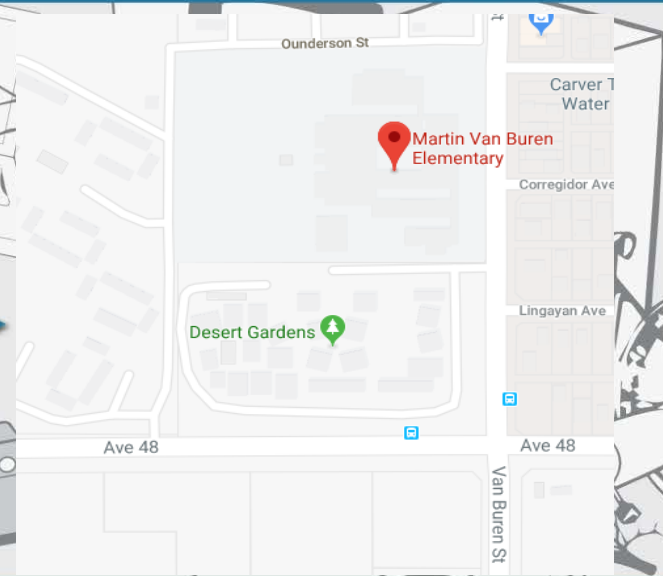 Ounderson St
Carver T
Water
Martin Van Buren
Elementary
Corregidor Ave
Lingayan Ave
Desert Gardens
Ave 48
Ave 48
Van Buren St